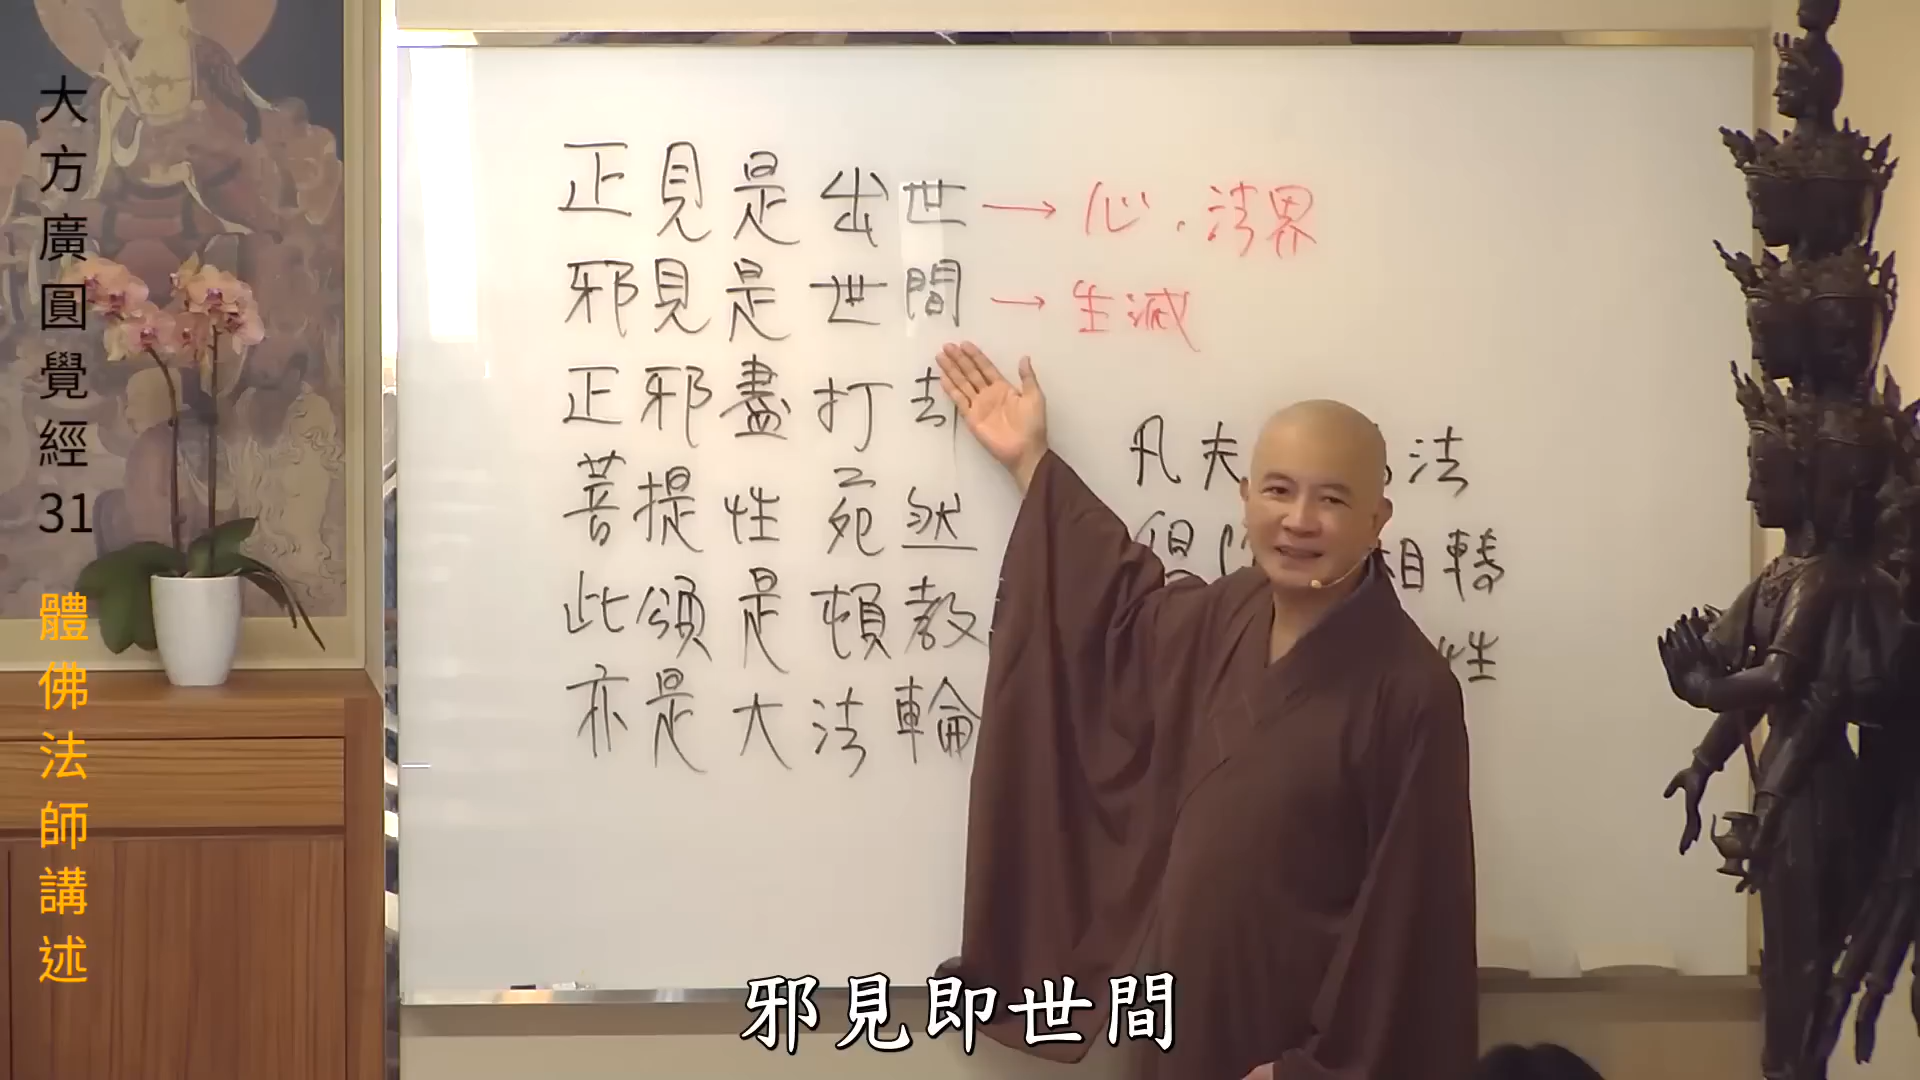 大方廣圓覺經31 體佛法師講述
正見是出世→心.法界
邪見是世間→生滅
正邪盡打却
菩提性宛然
此頌是頓教
亦是大法輪
凡夫 法
相轉
性
邪見即世間